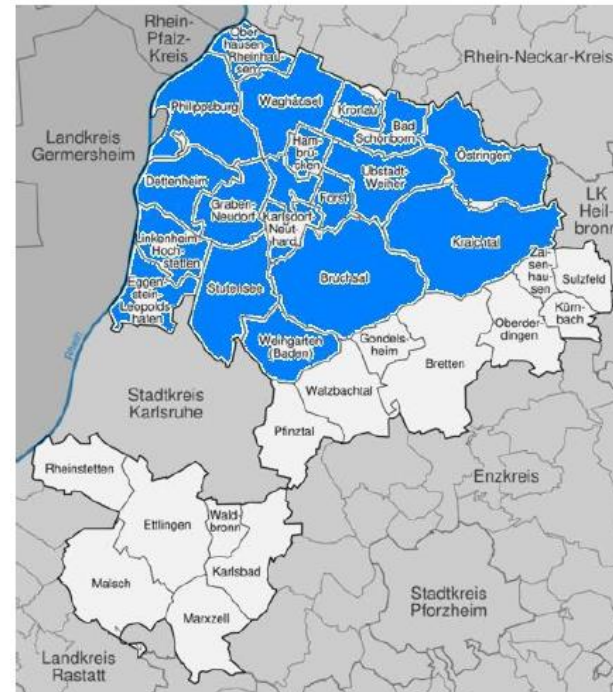 Rhein-
Pfalz-
Kreis
Ober
hausen-
Rheinhau
sen
Rhein-Neckar-Kreis
Philippsburg
Waghäusel
Kronau
Bad
Schönborn
Landkreis
Germersheim
Ham-
brü-
cken
Östringen
Ubstadt-
Weiher
Dettenheim
Graben-
Neudorf
Forst
Karlsdorf-
Neut-
hard
LK
Heil-
bronn
Kraichtal
Linkenheim-
Hoch-
stetten
Zai-
sen-
hau-
sen
Sulzfeld
Eggen-
stein-
Leopolds-
hafen
Stutensee
Bruchsal
Kürn-
bach
Rhein
Weingarten
(Baden)
Gondels-
heim
Oberder-
dingen
Bretten
Stadtkreis
Karlsruhe
Walzbachtal
Pfinztal
Rheinstetten
Enzkreis
Ettlingen
Wald-
bronn
Karlsbad
Malsch
Stadtkreis
Pforzheim
Marxzell
Landkreis
Rastatt